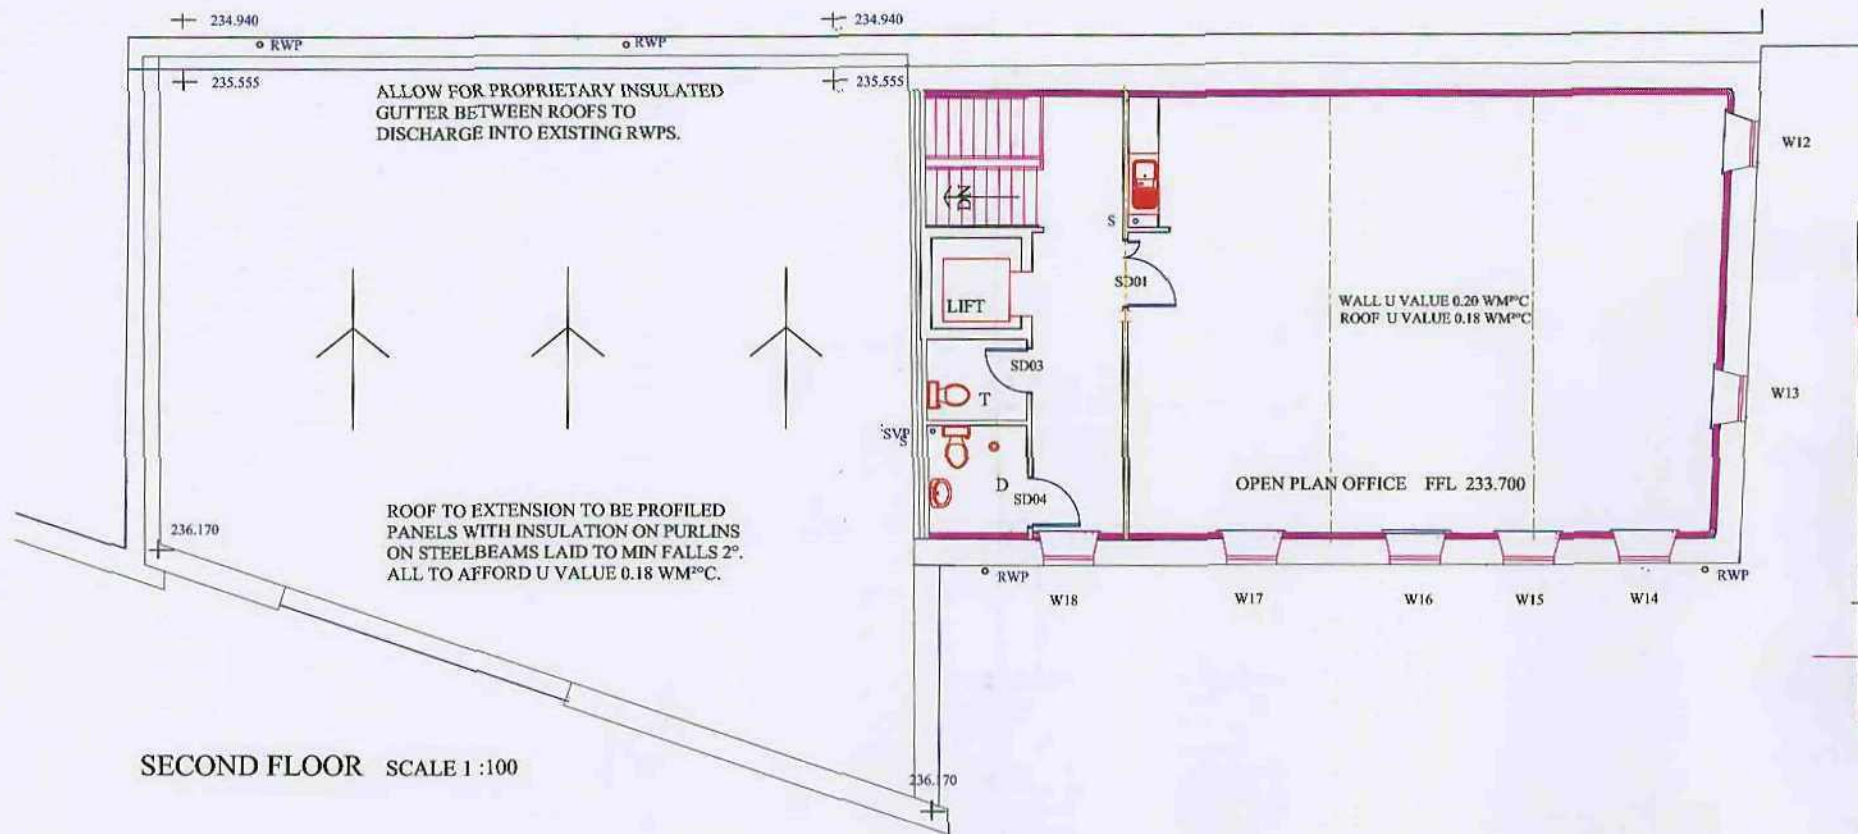 234.940
234.940
RWP
RWP
235.555
235.555
ALLOW FOR PROPRIETARY INSULATED
GUTTER BETWEEN ROOFS TO
DISCHARGE INTO EXISTING RWPS.
W12
DN
S
SD01
LIFT
WALL U VALUE 0.20 WM²°C
ROOF U VALUE 0.18 WM²°C
SD03
T
W13
SVP
S
D
SD04
OPEN PLAN OFFICE FFL 233.700
ROOF TO EXTENSION TO BE PROFILED
PANELS WITH INSULATION ON PURLINS
ON STEELBEAMS LAID TO MIN FALLS 2°.
ALL TO AFFORD U VALUE 0.18 WM²°C.
236.170
RWP
RWP
W18
W17
W16
W15
W14
SECOND FLOOR SCALE 1 :100
236.170